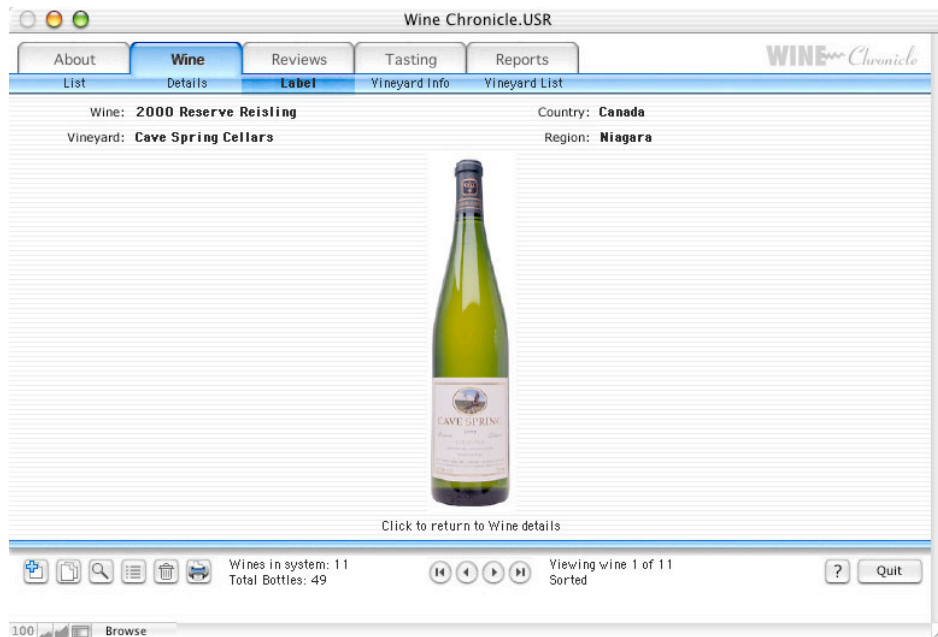 Wine Chronicle.USR
About Wine Reviews Tasting Reports WINE Chronicle
List Details Label Vineyard Info Vineyard List
Wine: 2000 Reserve Reisling Country: Canada
Vineyard: Cave Spring Cellars Region: Niagara
CAVE SPRING
Click to return to Wine details
Wines in system: 11 Viewing wine 1 of 11 ? Quit
Total Bottles: 49 Sorted
100 Browse